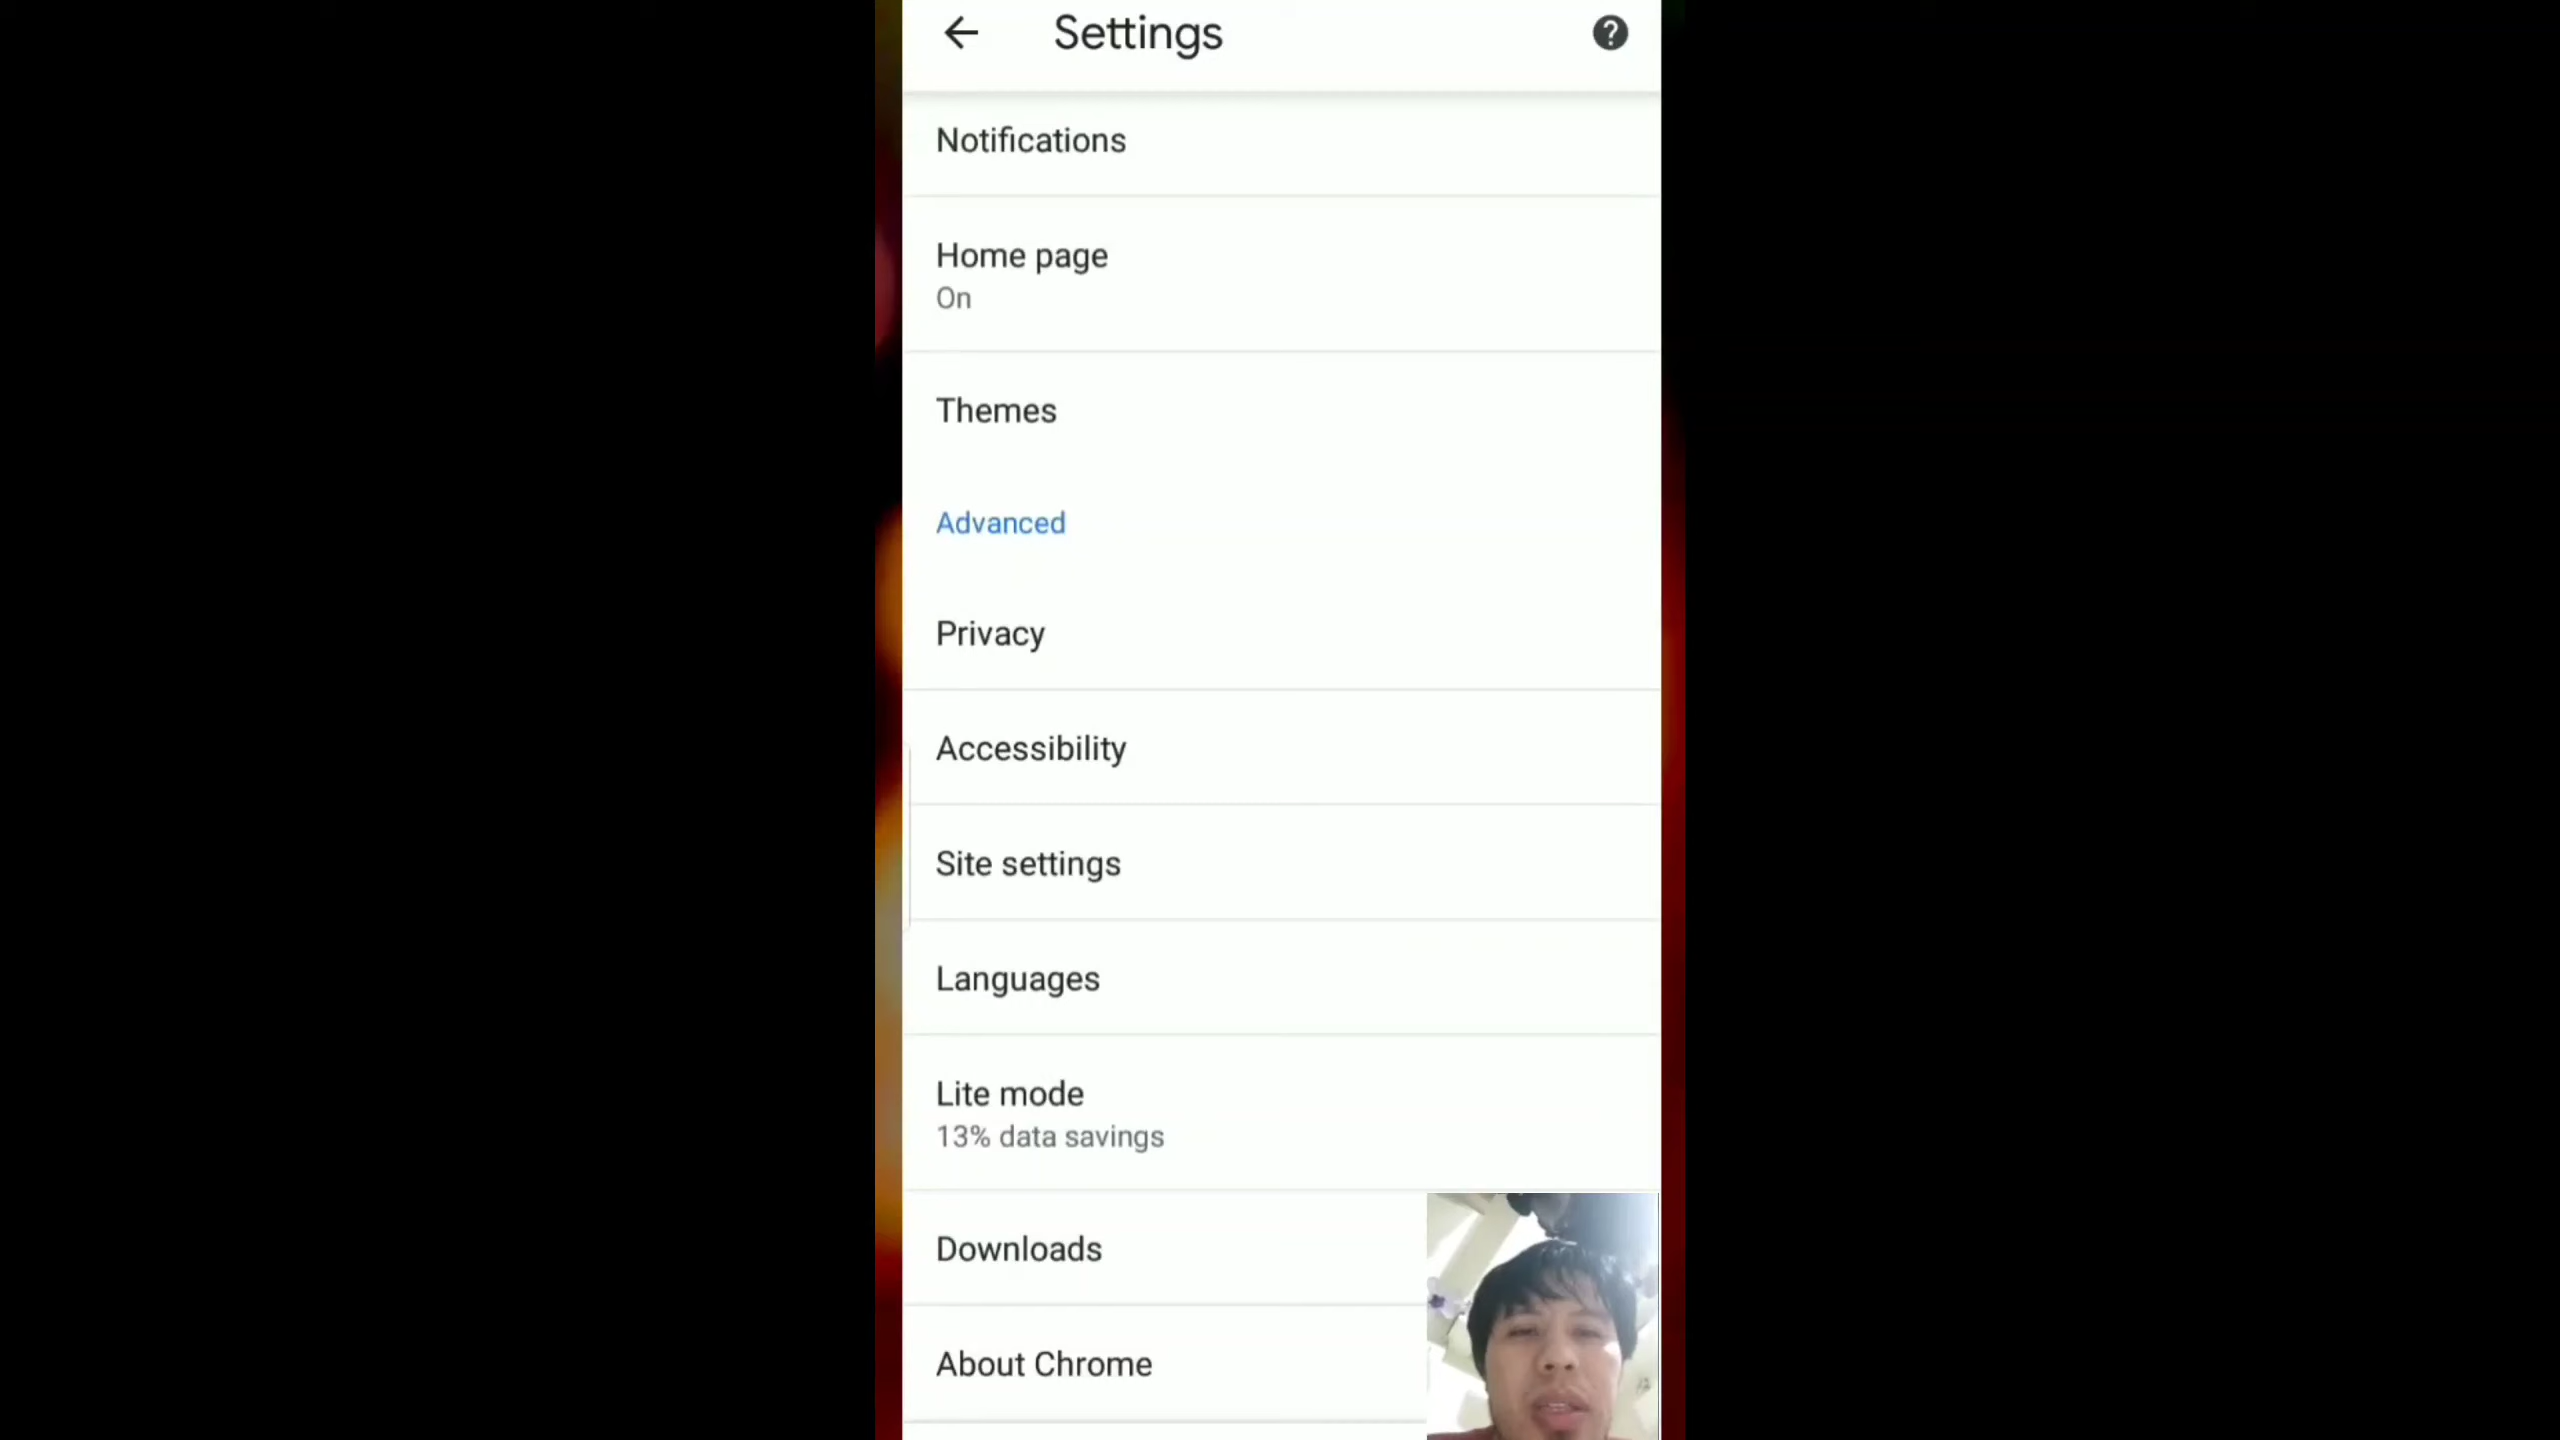 Settings
Notifications
Home page
On
Themes
Advanced
Privacy
Accessibility
Site settings
Languages
Lite mode
13% data savings
Downloads
About Chrome